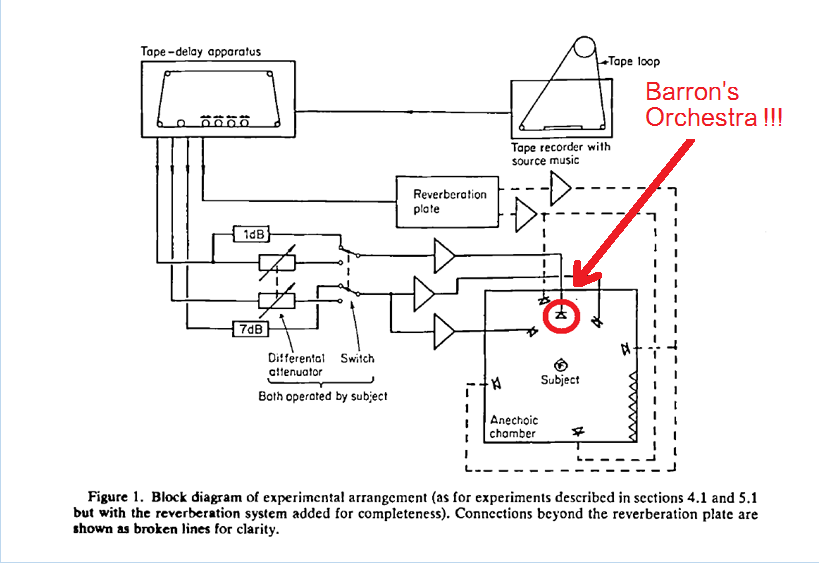 Tape-delay apparatus
Tape loop
Barron's
Orchestra !!!
Tape recorder with
source music
Reverberation
plate
1dB
7dB
Differental
attenuator
Switch
Both operated by subject
Subject
Anechoic
chamber
Figure 1. Block diagram of experimental arrangement (as for experiments described in sections 4.1 and 5.1
but with the reverberation system added for completeness). Connections beyond the reverberation plate are
shown as broken lines for clarity.